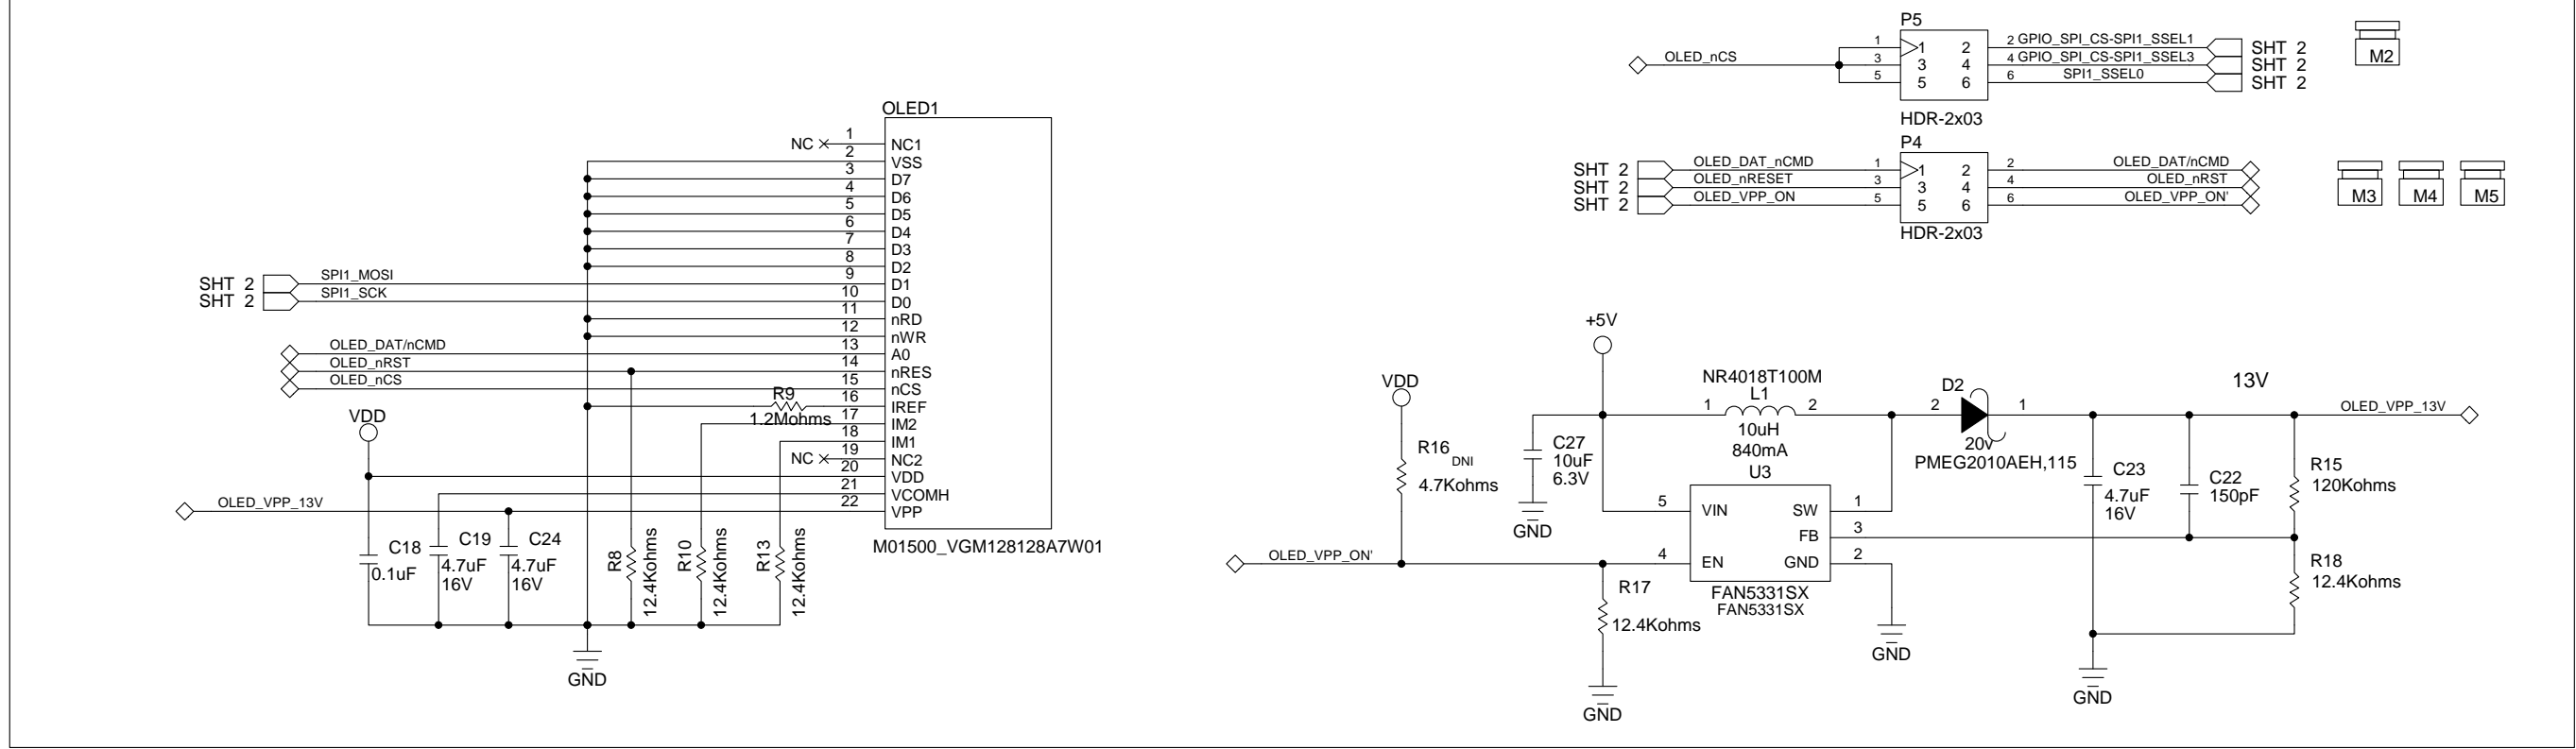 P5
OLED_nCS
1 1 2 2 GPIO_SPI_CS-SPI1_SSEL1 SHT 2
3 3 4 4 GPIO_SPI_CS-SPI1_SSEL3 SHT 2
5 5 6 6 SPI1_SSEL0 SHT 2
HDR-2x03
M2
P4
SHT 2 OLED_DAT_nCMD 1 1 2 2 OLED_DAT/nCMD
SHT 2 OLED_nRESET 3 3 4 4 OLED_nRST
SHT 2 OLED_VPP_ON 5 5 6 6 OLED_VPP_ON'
HDR-2x03
M3 M4 M5
OLED1
NC 1 NC1
2 VSS
3 D7
4 D6
5 D5
6 D4
7 D3
8 D2
SHT 2 SPI1_MOSI 9 D1
SHT 2 SPI1_SCK 10 D0
11 nRD
12 nWR
OLED_DAT/nCMD 13 A0
OLED_nRST 14 nRES
OLED_nCS 15 nCS
R9 16 IREF
1.2Mohms 17 IM2
18 IM1
NC 19 NC2
VDD 20 VDD
21 VCOMH
OLED_VPP_13V 22 VPP
M01500_VGM128128A7W01
C18
0.1uF
C19
4.7uF
16V
C24
4.7uF
16V
R8
12.4Kohms
R10
12.4Kohms
R13
12.4Kohms
GND
+5V
VDD
R16
DNI
4.7Kohms
C27
10uF
6.3V
GND
NR4018T100M
L1
1 2
10uH
840mA
D2
2 1
20v
PMEG2010AEH,115
13V
OLED_VPP_13V
U3
5 VIN SW 1
FB 3
4 EN GND 2
FAN5331SX
FAN5331SX
OLED_VPP_ON'
R17
12.4Kohms
GND
GND
C23
4.7uF
16V
C22
150pF
R15
120Kohms
R18
12.4Kohms
GND